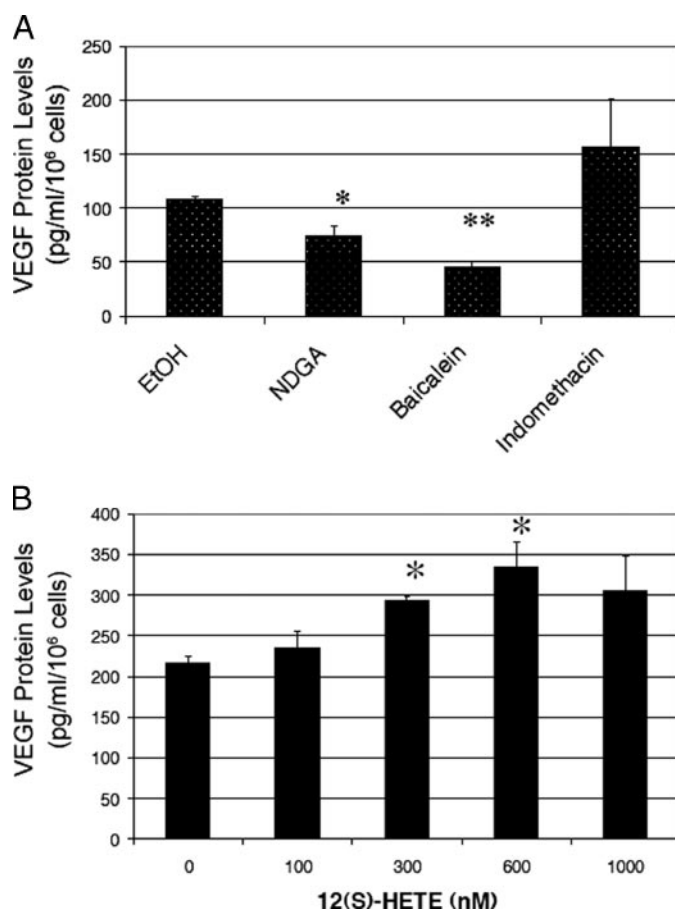 A
VEGF Protein Levels
(pg/ml/10⁶ cells)
250
200
150
100
50
0
*
**
EtOH
NDGA
Baicalein
Indomethacin
B
VEGF Protein Levels
(pg/ml/10⁶ cells)
400
350
300
250
200
150
100
50
0
*
*
0 100 300 600 1000
12(S)-HETE (nM)